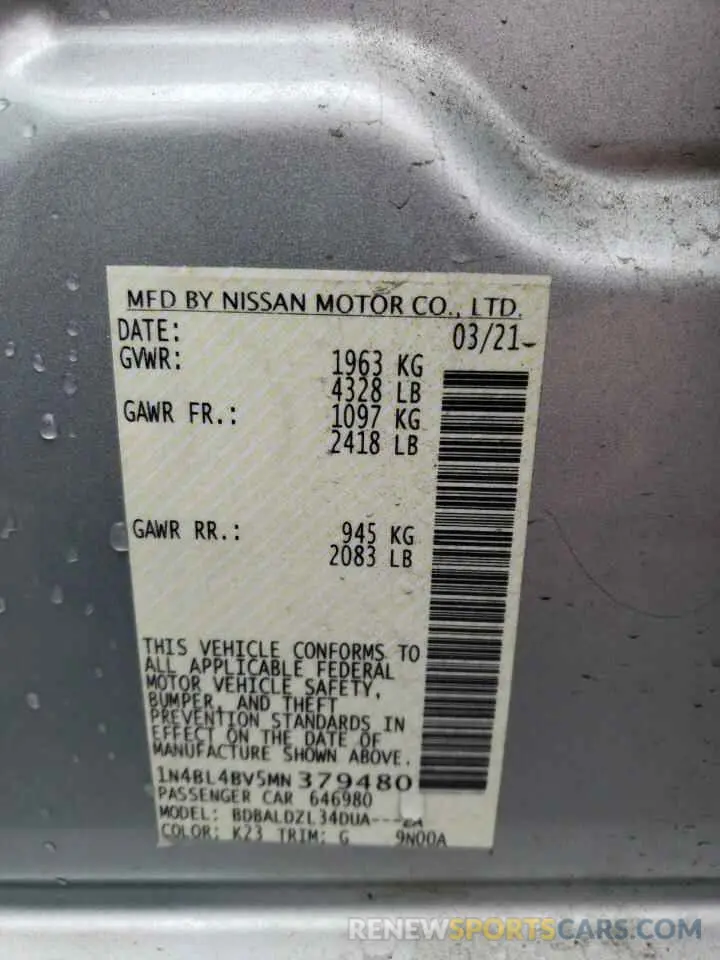 MFD BY NISSAN MOTOR CO., LTD.
DATE: 03/21
GVWR: 1963 KG
4328 LB
GAWR FR.: 1097 KG
2418 LB
GAWR RR.: 945 KG
2083 LB
THIS VEHICLE CONFORMS TO
ALL APPLICABLE FEDERAL
MOTOR VEHICLE SAFETY,
BUMPER, AND THEFT
PREVENTION STANDARDS IN
EFFECT ON THE DATE OF
MANUFACTURE SHOWN ABOVE.
1N4BL4BV5MN379480
PASSENGER CAR 646980
MODEL: BDBALDZL34DUA---EA
COLOR: K23 TRIM: G 9N00A
RENEWSPORTSCARS.COM